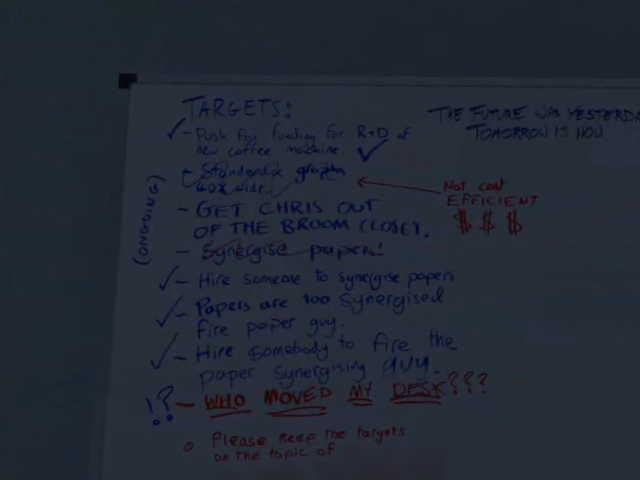 TARGETS:
- Push for funding for R+D of
new coffee machine.
- Standardise graph
60X wide.
Not cost
EFFICIENT
$ $ $
(ONGOING)
- GET CHRIS OUT
OF THE BROOM CLOSET.
- Synergise papers!
- Hire someone to synergise papers
- Papers are too synergised
fire paper guy.
- Hire somebody to fire the
paper synergising guy.
!? - WHO MOVED MY DESK???
o Please keep the targets
on the topic of
THE FUTURE WAS YESTERDA
TOMORROW IS NOW